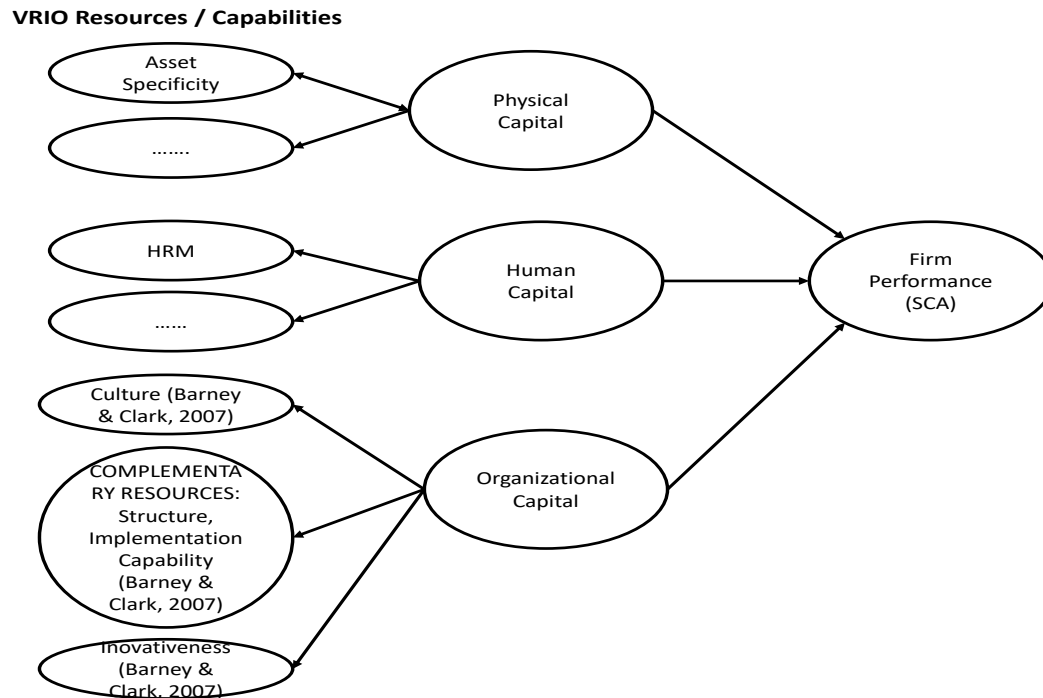 VRIO Resources / Capabilities
Asset
Specificity
.......
Physical
Capital
HRM
......
Human
Capital
Firm
Performance
(SCA)
Culture (Barney
& Clark, 2007)
COMPLEMENTA
RY RESOURCES:
Structure,
Implementation
Capability
(Barney &
Clark, 2007)
Organizational
Capital
Inovativeness
(Barney &
Clark, 2007)